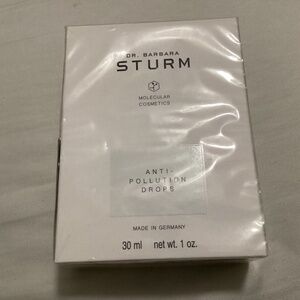 DR. BARBARA
STURM
MOLECULAR
COSMETICS
ANTI-
POLLUTION
DROPS
MADE IN GERMANY
30 ml net wt. 1 oz.